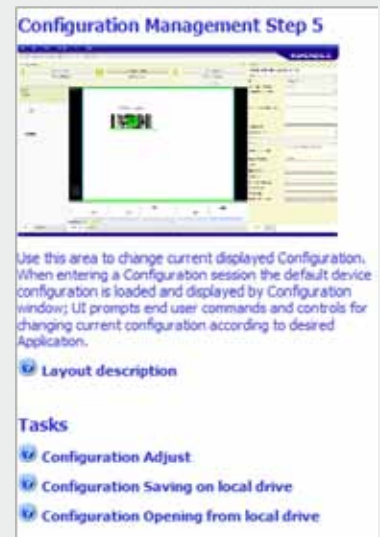 Configuration Management Step 5
Use this area to change current displayed Configuration.
When entering a Configuration session the default device
configuration is loaded and displayed by Configuration
window; UI prompts end user commands and controls for
changing current configuration according to desired
Application.
Layout description
Tasks
Configuration Adjust
Configuration Saving on local drive
Configuration Opening from local drive